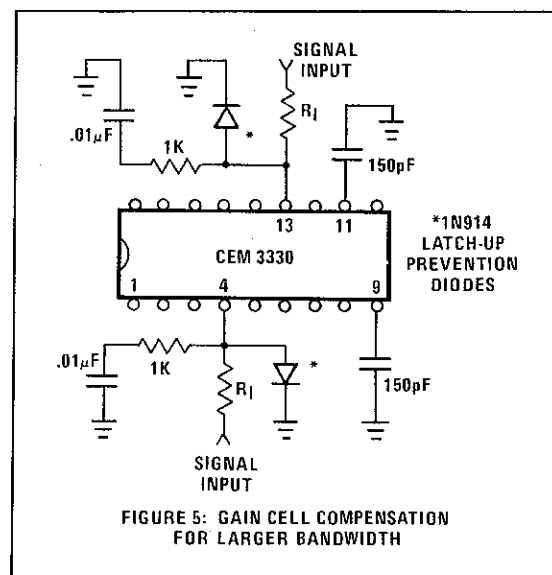 SIGNAL
INPUT
.01μF
1K
*
RI
150pF
13
11
*1N914
LATCH-UP
PREVENTION
DIODES
CEM 3330
1
4
9
.01μF
1K
RI
*
150pF
SIGNAL
INPUT
FIGURE 5: GAIN CELL COMPENSATION
FOR LARGER BANDWIDTH